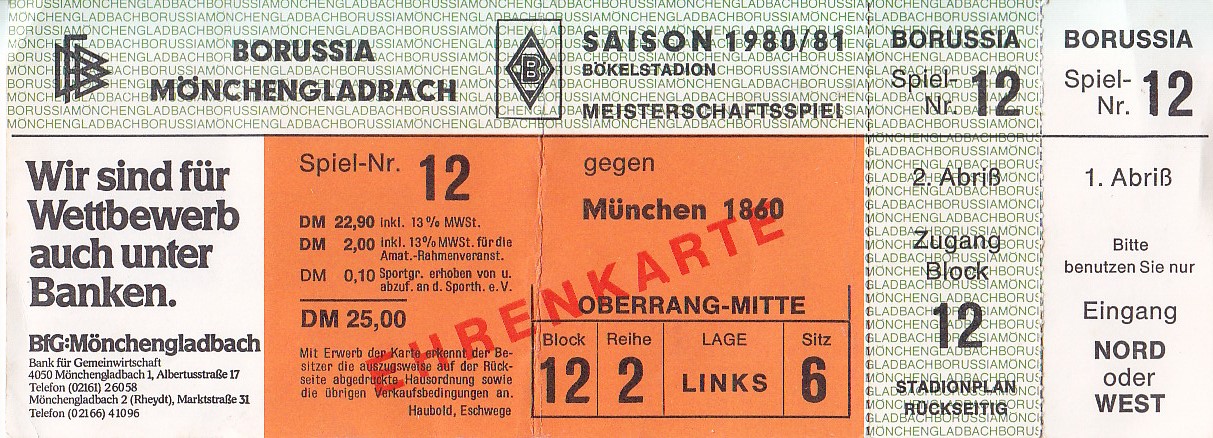 BORUSSIA
MÖNCHENGLADBACH
SAISON 1980/81
BÖKELSTADION
MEISTERSCHAFTSSPIEL
Wir sind für
Wettbewerb
auch unter
Banken.
BfG:Mönchengladbach
Bank für Gemeinwirtschaft
4050 Mönchengladbach 1, Albertusstraße 17
Telefon (02161) 26058
Mönchengladbach 2 (Rheydt), Marktstraße 31
Telefon (02166) 41096
Spiel-Nr. 12
DM 22,90 inkl. 13% MWSt.
DM 2,00 inkl. 13% MWSt. für die
Amat.-Rahmenveranst.
DM 0,10 Sportgr. erhoben von u.
abzuf. an d. Sporth. e.V.
DM 25,00
Mit Erwerb der Karte erkennt der Be-
sitzer die auszugsweise auf der Rück-
seite abgedruckte Hausordnung sowie
die übrigen Verkaufsbedingungen an.
Haubold, Eschwege
gegen
München 1860
EHRENKARTE
OBERRANG-MITTE
Block Reihe LAGE Sitz
12 2 LINKS 6
BORUSSIA
Spiel-
Nr. 12
2. Abriß
Zugang
Block
12
STADIONPLAN
RÜCKSEITIG
BORUSSIA
Spiel-
Nr. 12
1. Abriß
Bitte
benutzen Sie nur
Eingang
NORD
oder
WEST